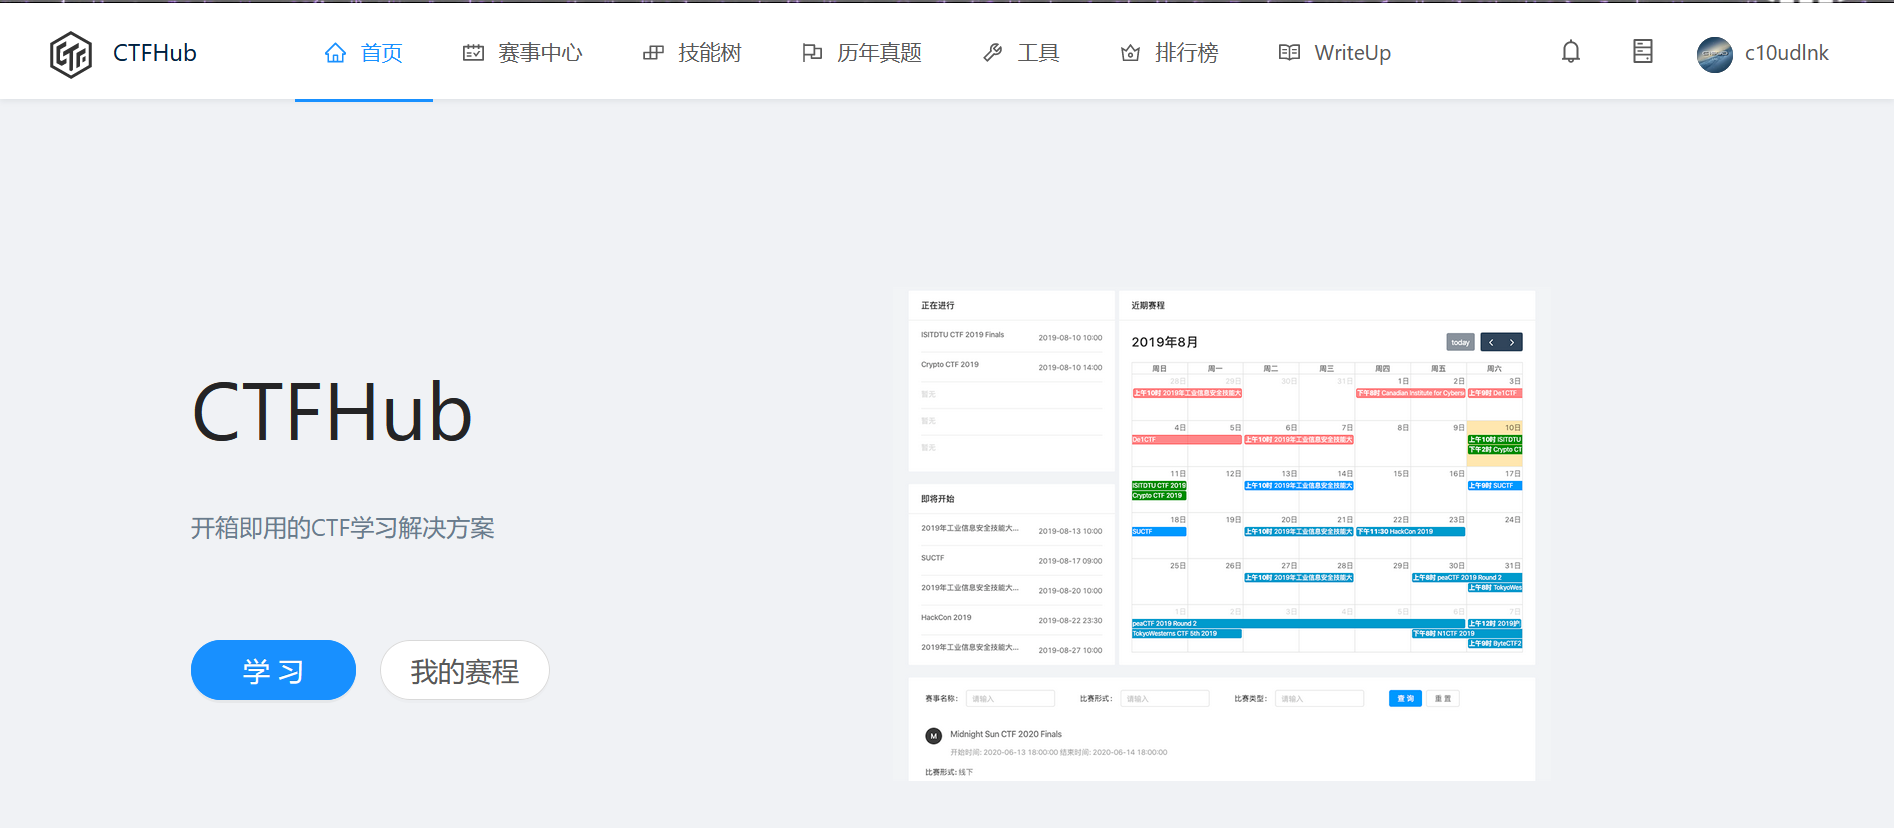 CTFHub 首页 赛事中心 技能树 历年真题 工具 排行榜 WriteUp c10udlnk
CTFHub
开箱即用的CTF学习解决方案
学 习 我的赛程
正在进行
ISITDTU CTF 2019 Finals 2019-08-10 10:00
Crypto CTF 2019 2019-08-10 14:00
暂无
暂无
暂无
即将开始
2019年工业信息安全技能大... 2019-08-13 10:00
SUCTF 2019-08-17 09:00
2019年工业信息安全技能大... 2019-08-20 10:00
HackCon 2019 2019-08-22 23:30
2019年工业信息安全技能大... 2019-08-27 10:00
近期赛程
2019年8月 today
周日 周一 周二 周三 周四 周五 周六
28日 29日 30日 31日 1日 2日 3日
上午10时 2019年工业信息安全技能大 下午8时 Canadian Institute for Cyberse 上午9时 De1CTF
4日 5日 6日 7日 8日 9日 10日
De1CTF 上午10时 2019年工业信息安全技能大 上午10时 ISITDTU
下午2时 Crypto CT
11日 12日 13日 14日 15日 16日 17日
ISITDTU CTF 2019 上午10时 2019年工业信息安全技能大 上午9时 SUCTF
Crypto CTF 2019
18日 19日 20日 21日 22日 23日 24日
SUCTF 上午10时 2019年工业信息安全技能大 下午11:30 HackCon 2019
25日 26日 27日 28日 29日 30日 31日
上午10时 2019年工业信息安全技能大 上午8时 peaCTF 2019 Round 2
上午8时 TokyoWes
1日 2日 3日 4日 5日 6日 7日
peaCTF 2019 Round 2 上午12时 2019护
TokyoWesterns CTF 5th 2019 下午8时 N1CTF 2019
上午9时 ByteCTF2
赛事名称: 请输入 比赛形式: 请输入 比赛类型: 请输入 查 询 重 置
M Midnight Sun CTF 2020 Finals
开始时间: 2020-06-13 18:00:00 结束时间: 2020-06-14 18:00:00
比赛形式: 线下